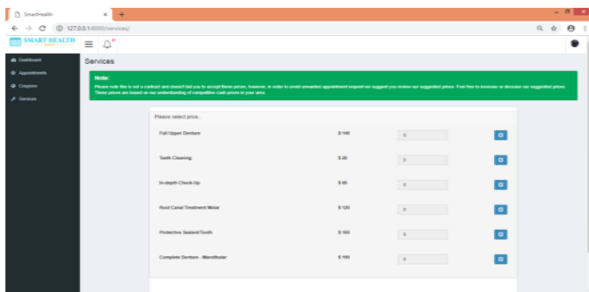 SmartHealth
127.0.0.1:8000/services/
SMART HEALTH
Dashboard
Appointments
Coupons
Services
Services
Note:
Please note this is not a contract and doesn't bid you to accept these prices, however, in order to avoid unwanted appointment request we suggest you review our suggested prices. Feel free to increase or decrease our suggested prices.
These prices are based on our understanding of competitive cash prices in your area.
Please select price..
Full Upper Denture $ 140 0
Teeth Cleaning $ 20 0
In-depth Check-Up $ 80 0
Root Canal Treatment Molar $ 120 0
Protective Sealant/Tooth $ 160 0
Complete Denture - Mandibular $ 190 0